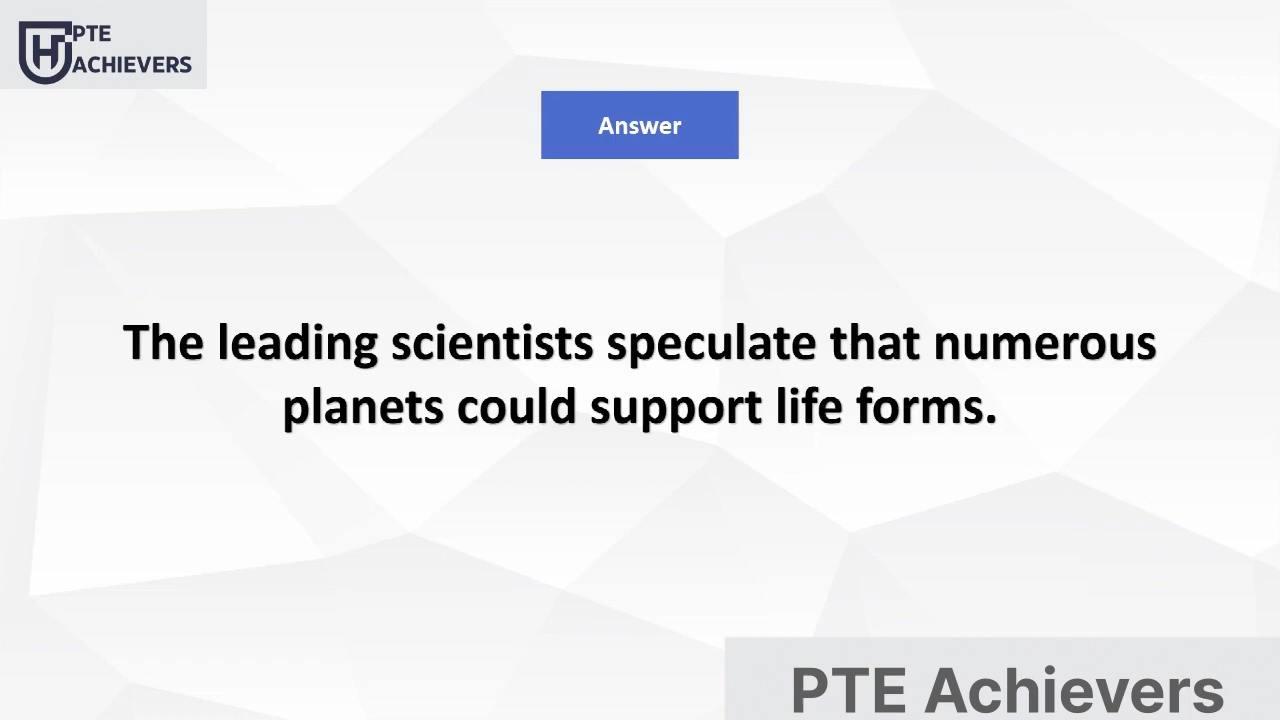 PTE
ACHIEVERS
Answer
The leading scientists speculate that numerous
planets could support life forms.
PTE Achievers